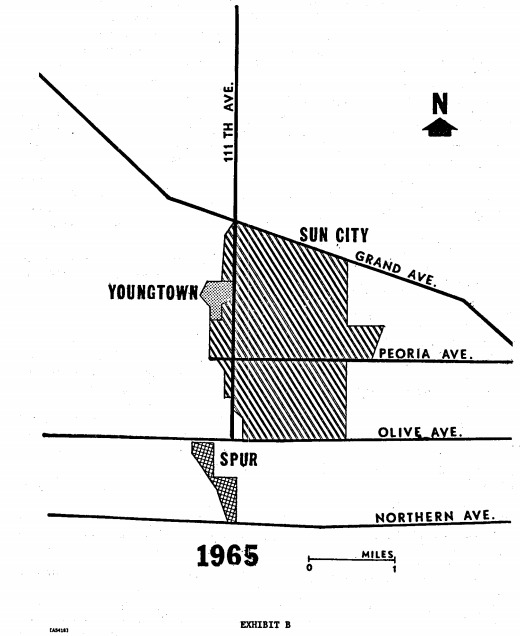 111 TH AVE.
N
SUN CITY
GRAND AVE.
YOUNGTOWN
PEORIA AVE.
OLIVE AVE.
SPUR
NORTHERN AVE.
1965
MILES
0 1
EXHIBIT B
[A5418]